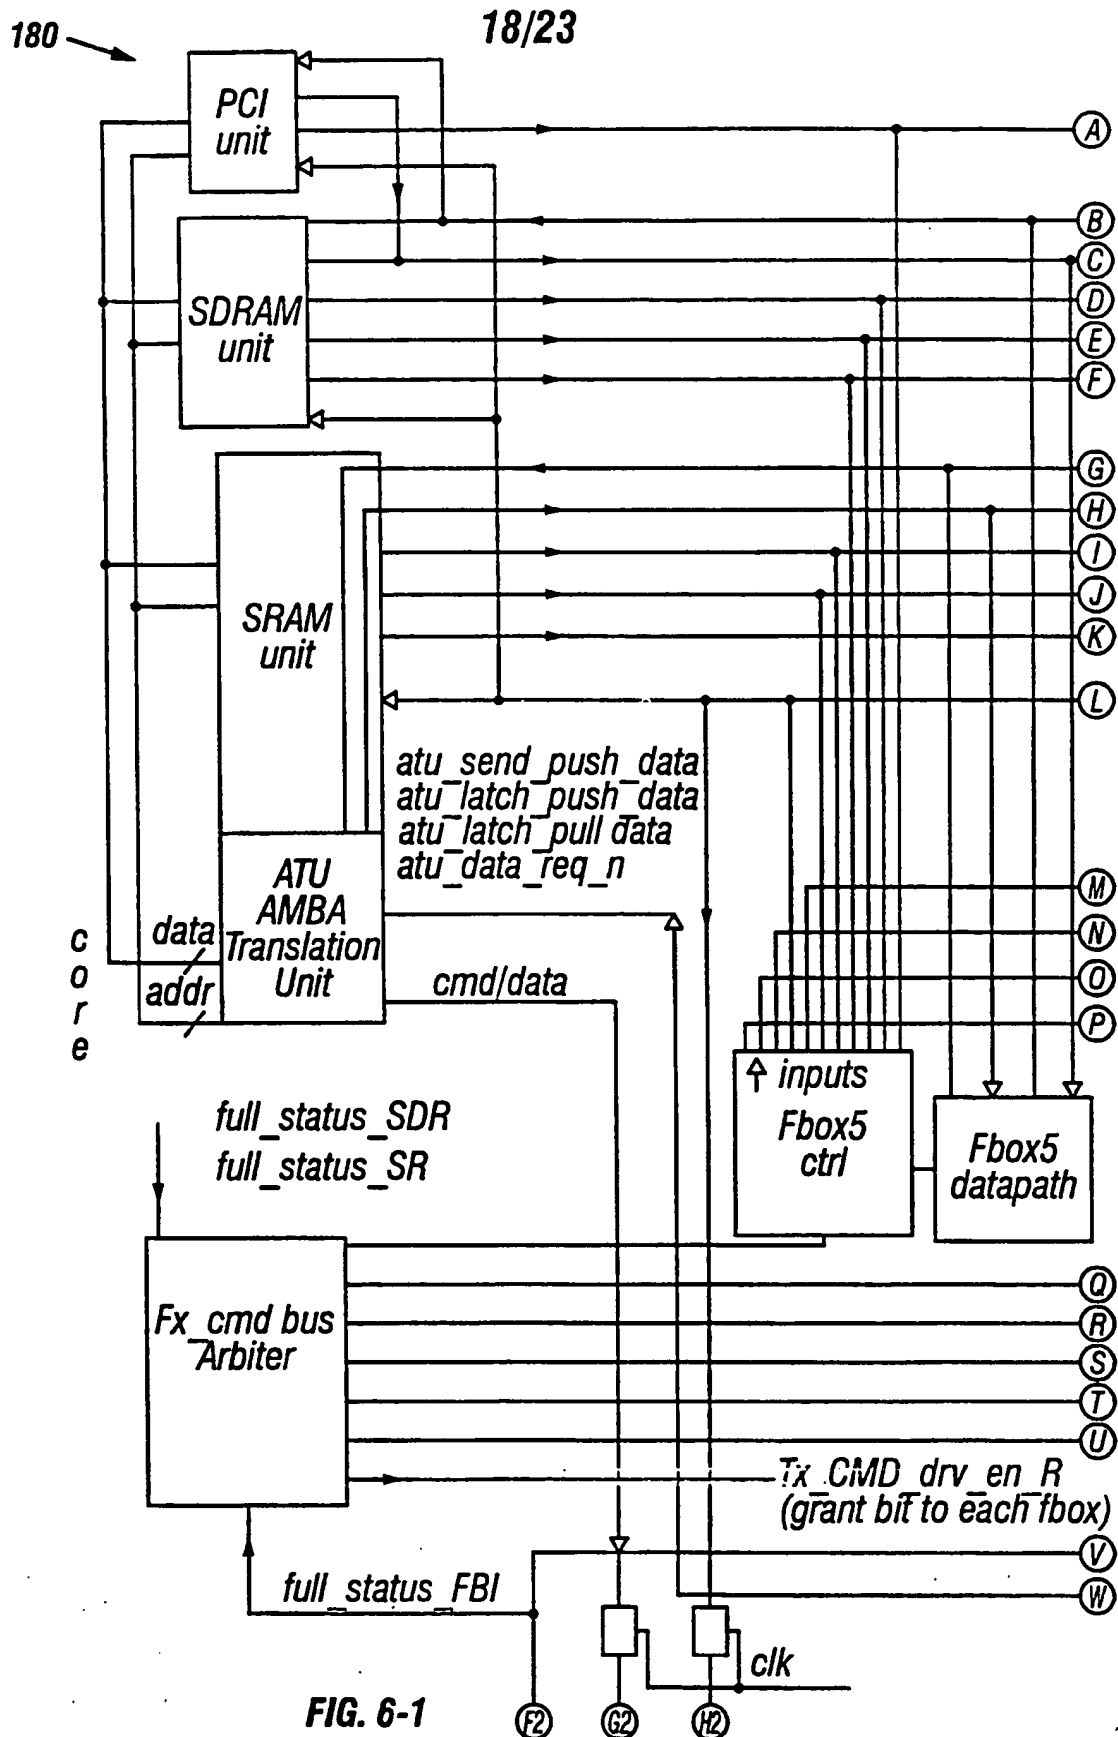 18/23
180
PCI
unit
A
B
C
D
E
F
SDRAM
unit
G
H
I
J
K
L
SRAM
unit
atu_send_push_data
atu_latch_push_data
atu_latch_pull data
atu_data_req_n
ATU
AMBA
Translation
Unit
data
addr
core
cmd/data
M
N
O
P
inputs
Fbox5
ctrl
Fbox5
datapath
full_status_SDR
full_status_SR
Fx_cmd bus
Arbiter
Q
R
S
T
U
Tx_CMD_drv_en_R
(grant bit to each fbox)
V
W
full_status_FBI
clk
FIG. 6-1
F2
G2
H2